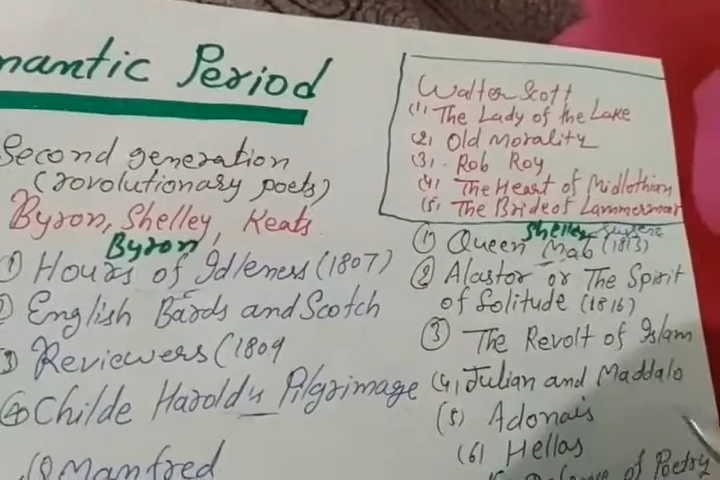 mantic Period
Second generation
(rovolutionary poets)
Byron, Shelley, Keats
Byron,
① Hours of Idleness (1807)
② English Bards and Scotch
③ Reviewers (1809
④ Childe Harold's Pilgrimage
Manfred
Walter Scott
(1) The Lady of the Lake
(2) Old Morality
(3) Rob Roy
(4) The Heart of Midlothian
(5) The Bride of Lammermoor
Shelley
① Queen Mab (1813)
② Alastor or The Spirit
of Solitude (1816)
③ The Revolt of Islam
(4) Julian and Maddalo
(5) Adonais
(6) Hellas
of Poetry